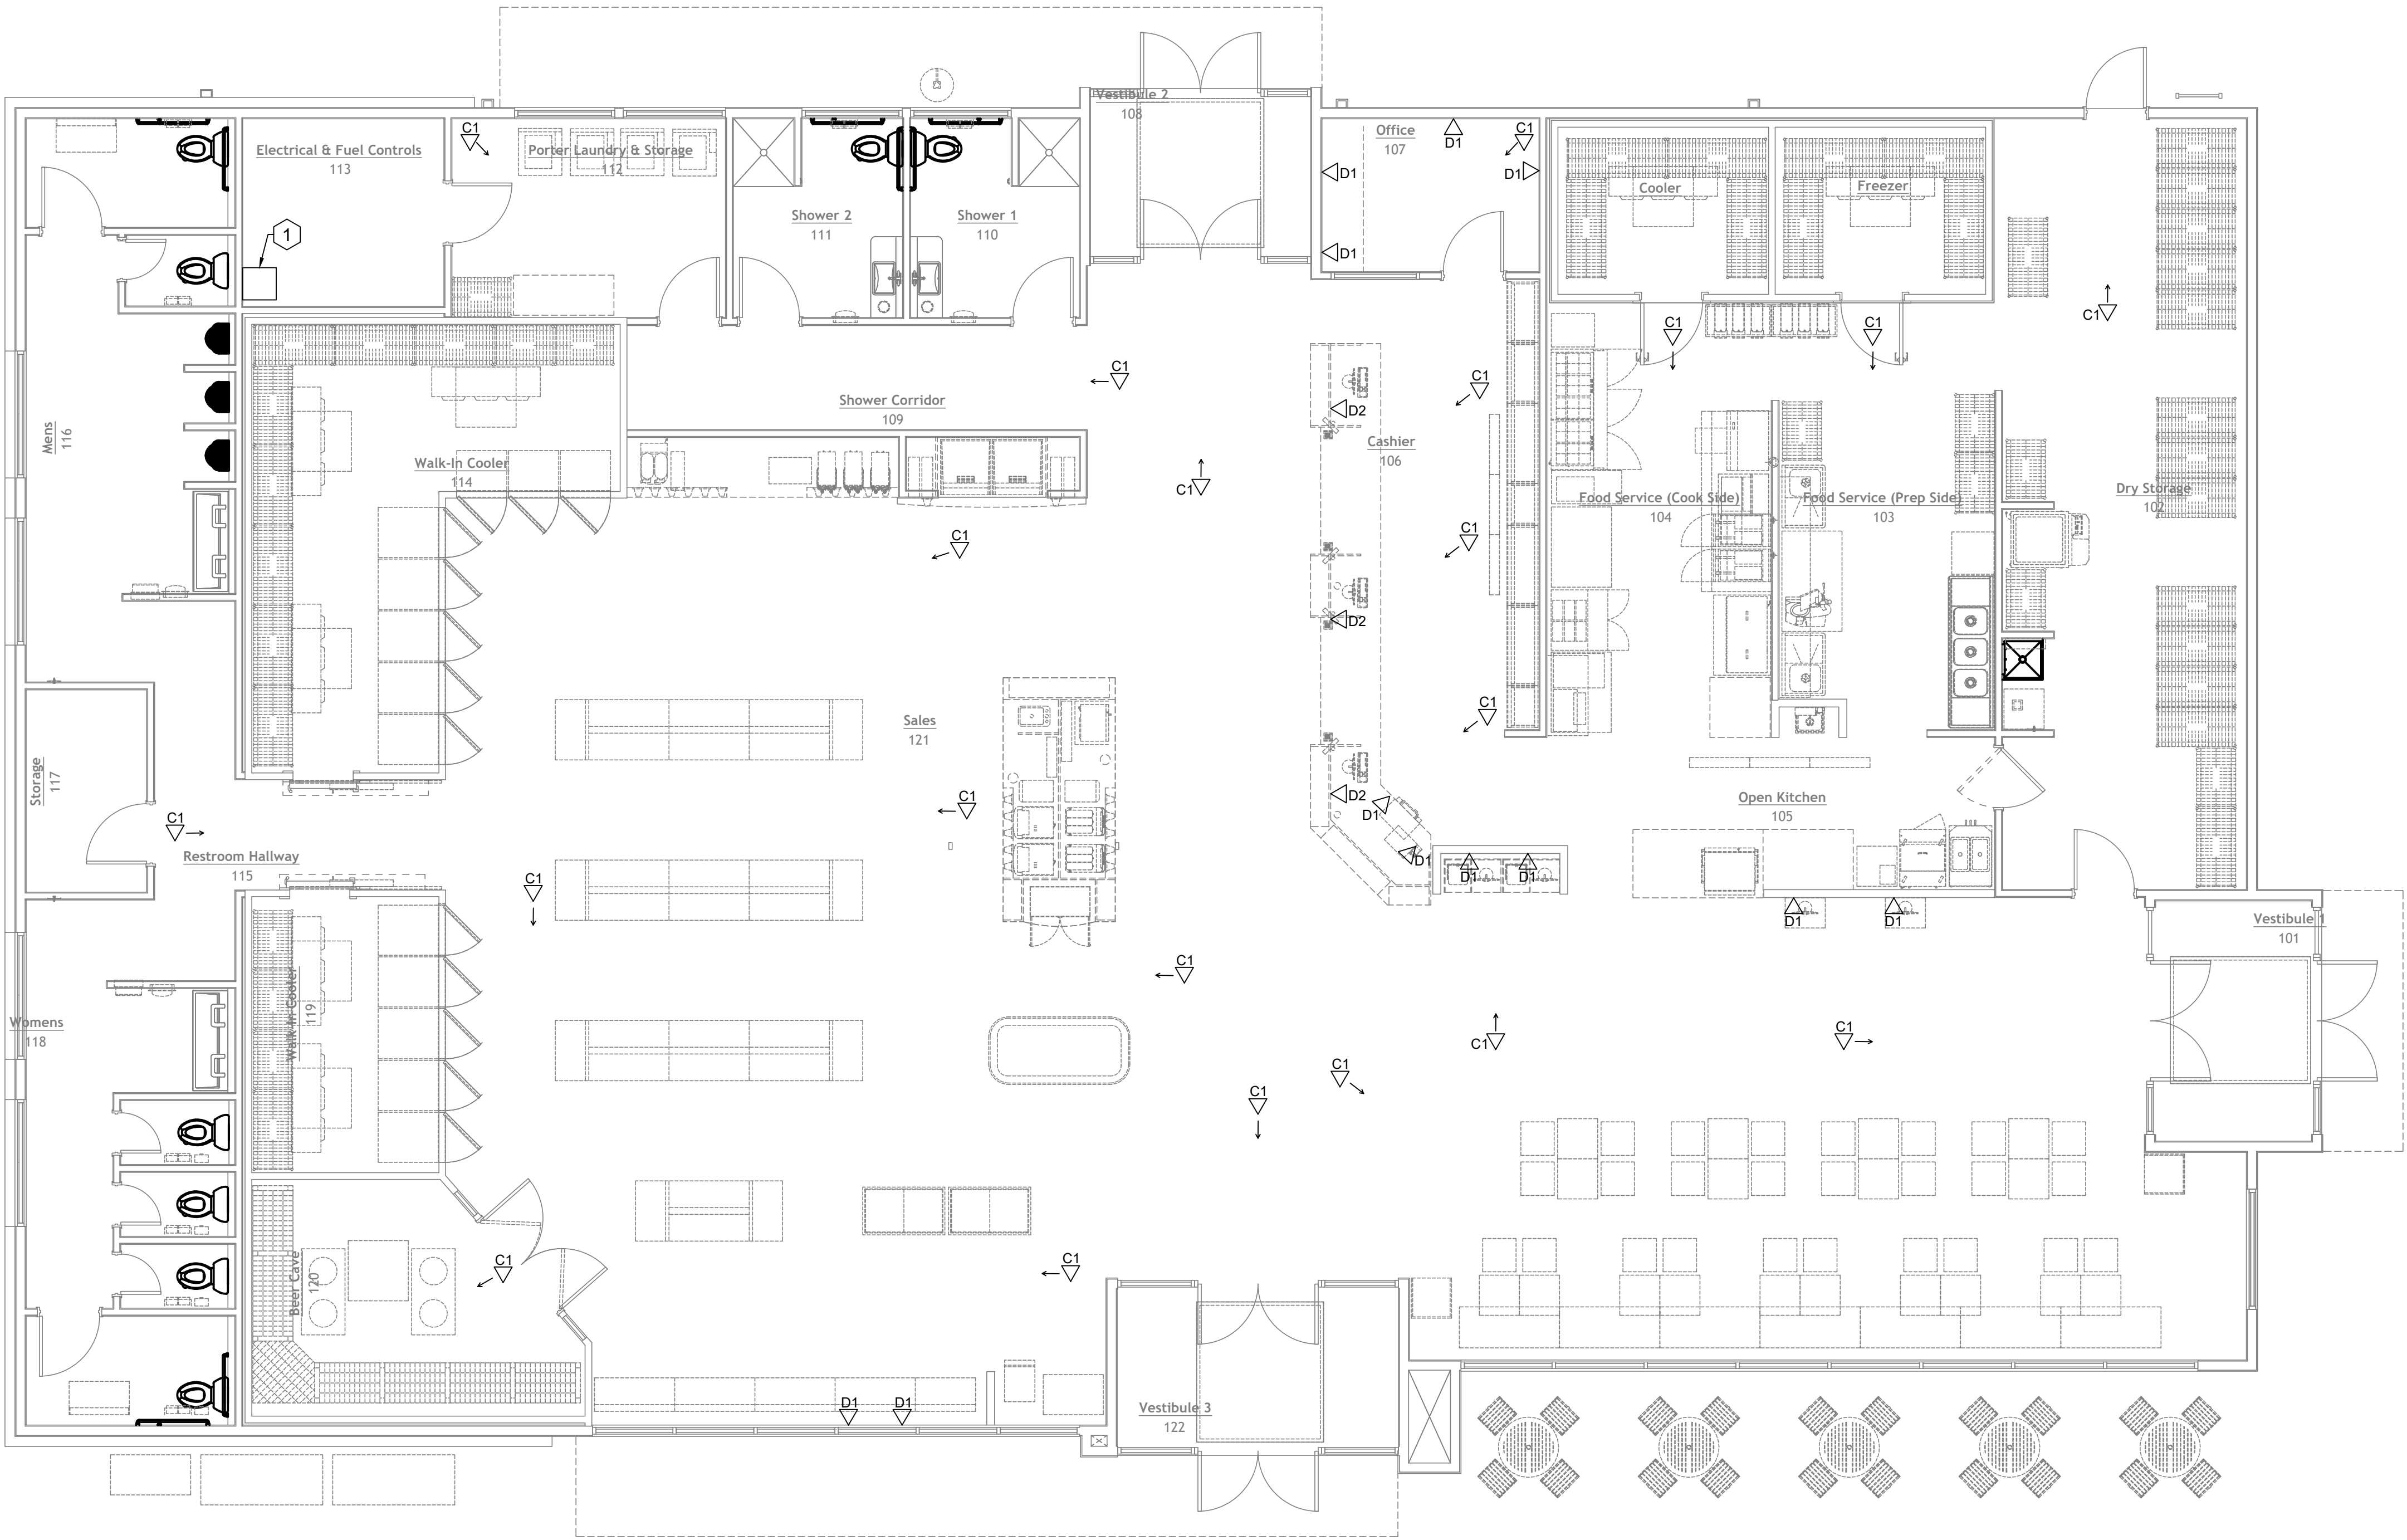 Vestibule 2
108
C1
Office
107
D1
C1
Electrical & Fuel Controls
113
Porter Laundry & Storage
112
D1
D1
Cooler
Freezer
Shower 2
111
Shower 1
110
1
D1
C1
C1
C1
C1
C1
Shower Corridor
109
D2
Mens
116
Cashier
106
Walk-In Cooler
114
C1
Food Service (Cook Side)
104
Food Service (Prep Side)
103
Dry Storage
102
C1
C1
D2
Sales
121
C1
Storage
117
C1
C1
D2
D1
Open Kitchen
105
Restroom Hallway
115
D1
D1
D1
C1
D1
D1
Vestibule 1
101
C1
Walk-In Cooler
119
Womens
118
C1
C1
C1
C1
Beer Cave
120
C1
C1
D1
D1
Vestibule 3
122